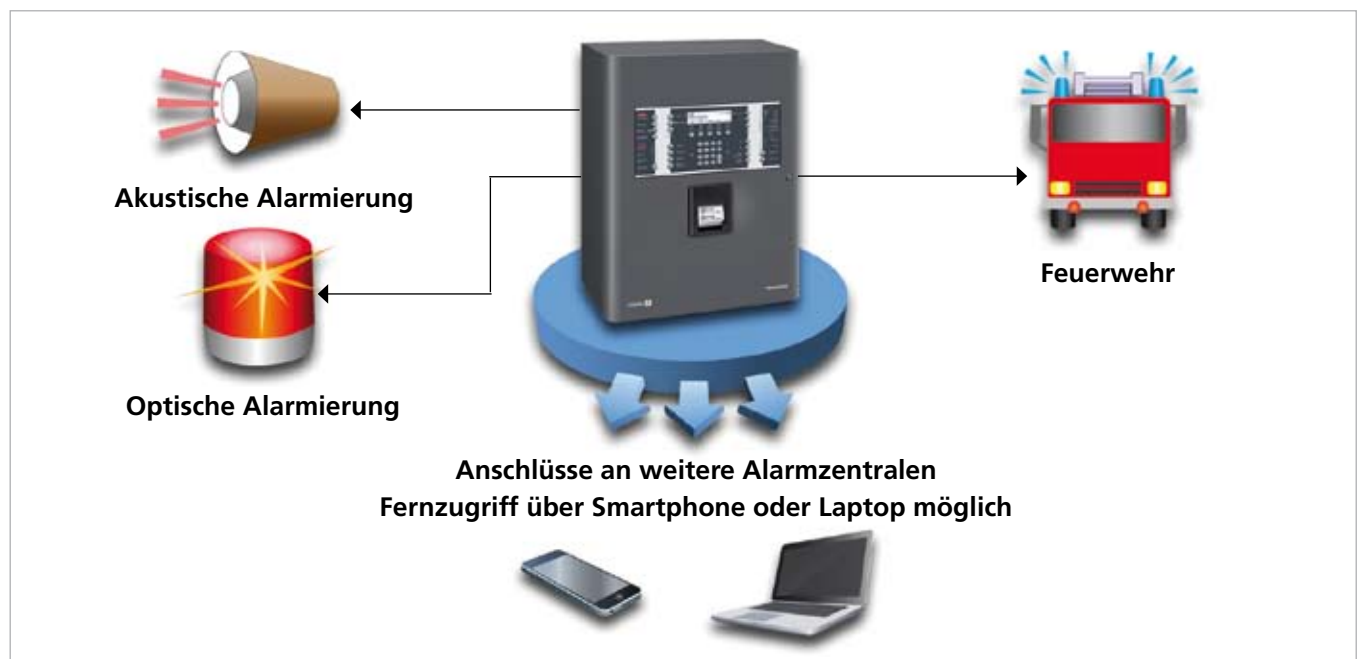 Akustische Alarmierung
Optische Alarmierung
Feuerwehr
Anschlüsse an weitere Alarmzentralen
Fernzugriff über Smartphone oder Laptop möglich